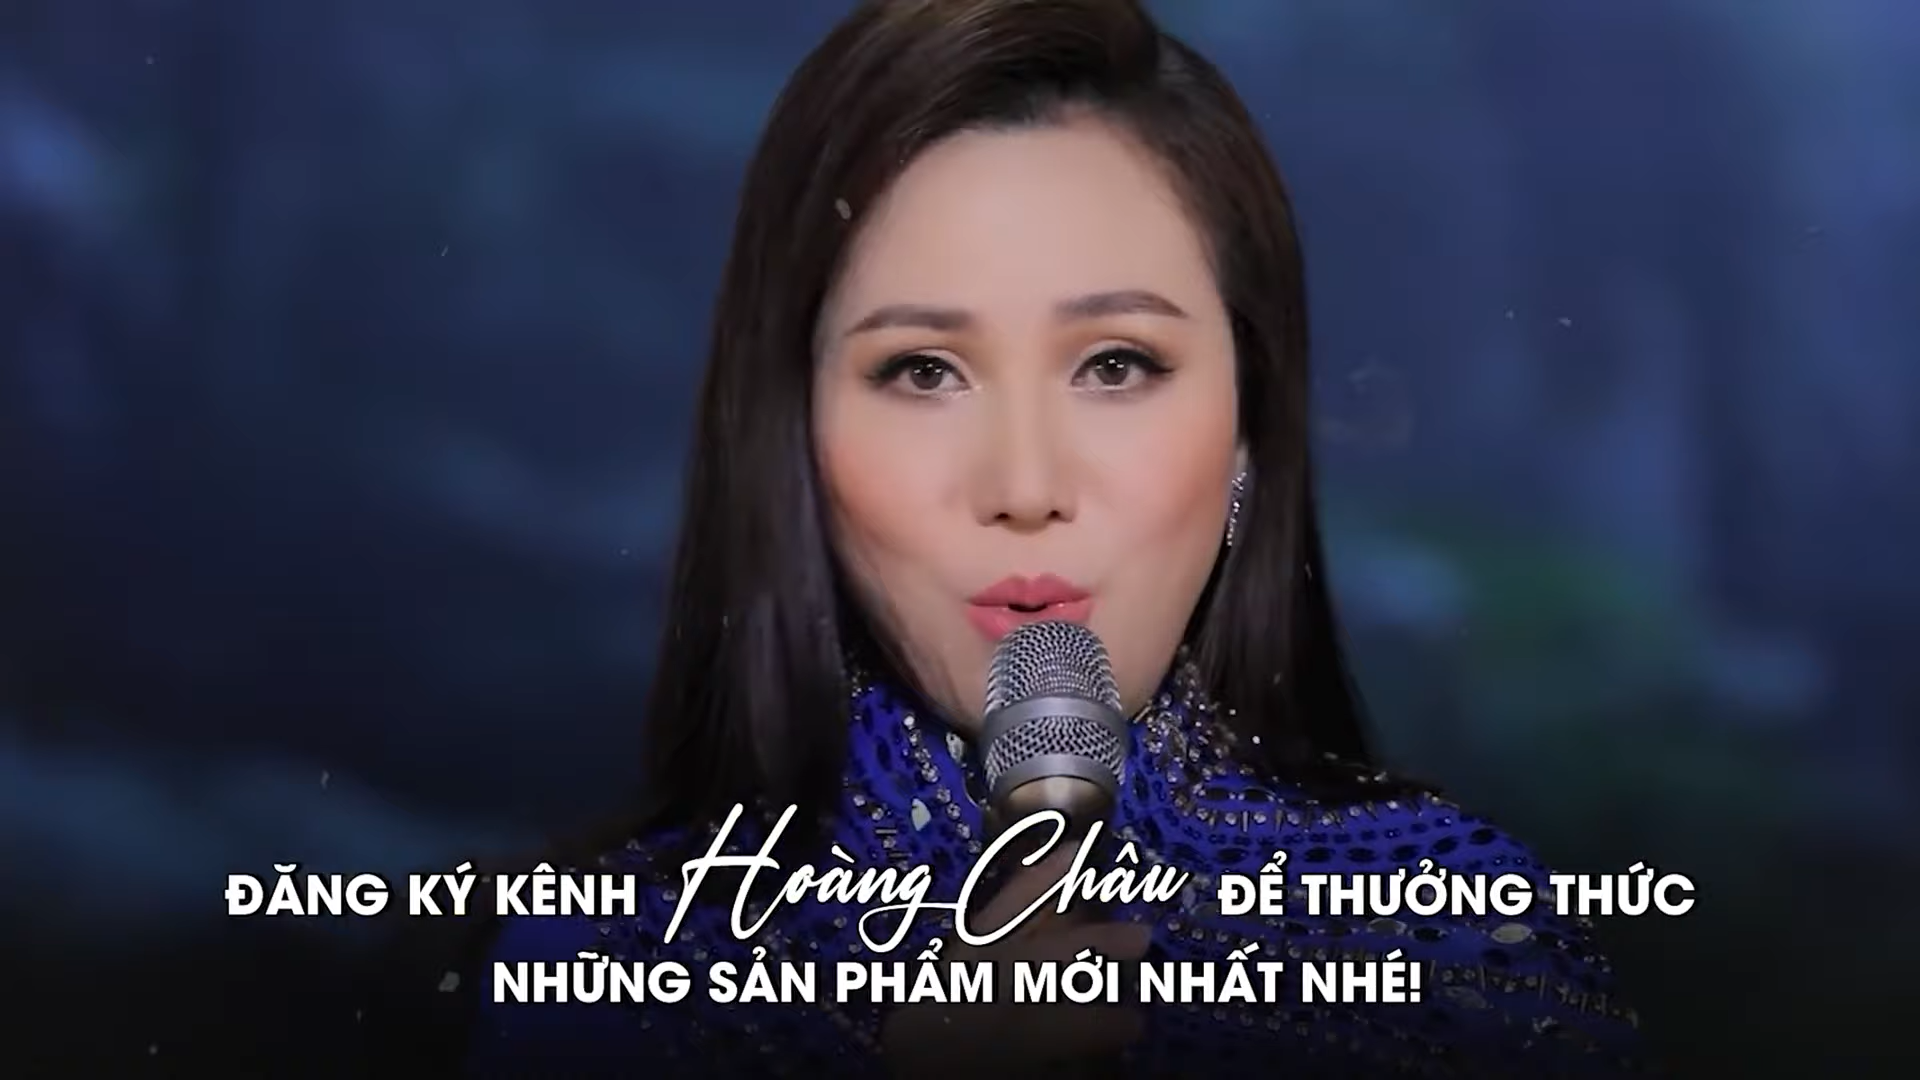 ĐĂNG KÝ KÊNH Hoàng Châu ĐỂ THƯỞNG THỨC
NHỮNG SẢN PHẨM MỚI NHẤT NHÉ!